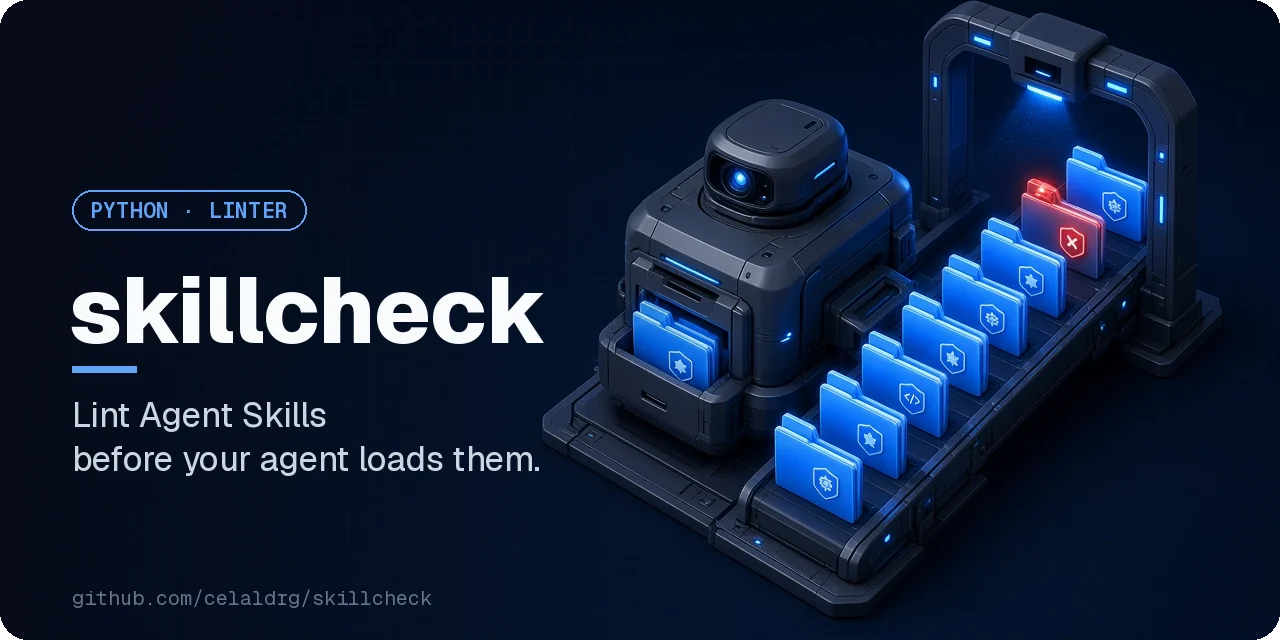 PYTHON · LINTER
skillcheck
Lint Agent Skills
before your agent loads them.
github.com/celaldrg/skillcheck